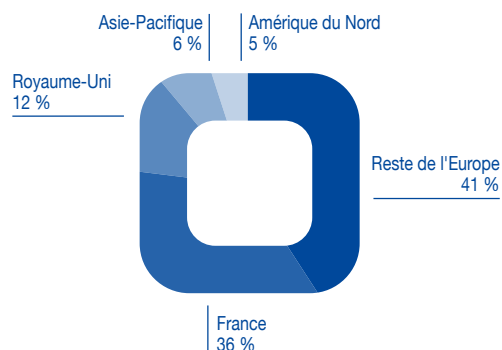 Asie-Pacifique
6 %
Amérique du Nord
5 %
Royaume-Uni
12 %
Reste de l'Europe
41 %
France
36 %